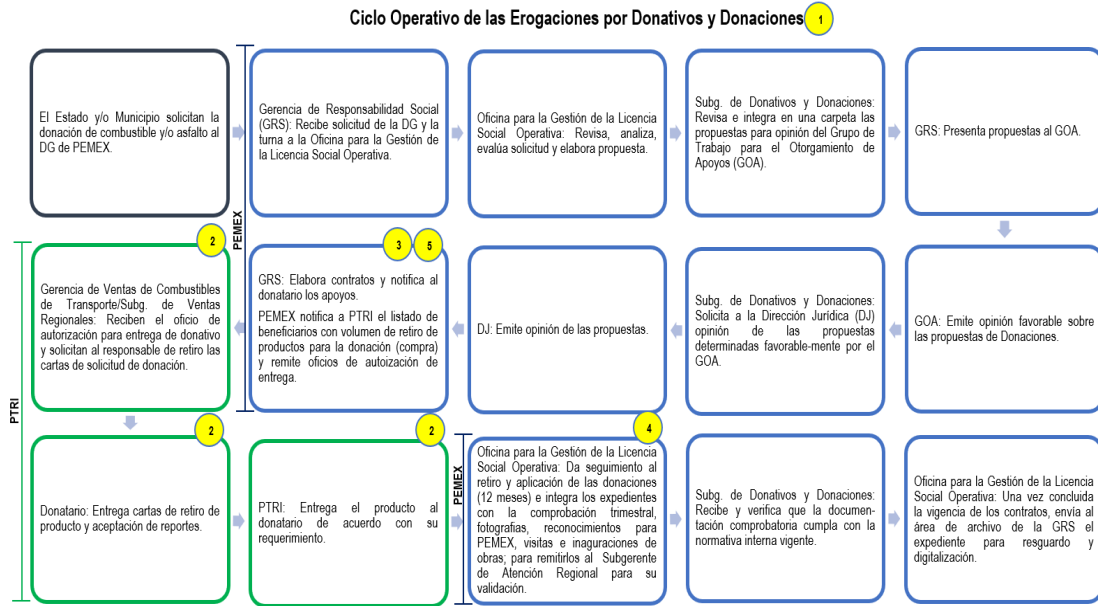 Ciclo Operativo de las Erogaciones por Donativos y Donaciones
1
El Estado y/o Municipio solicitan la
donación de combustible y/o asfalto al
DG de PEMEX.
PEMEX
Gerencia de Responsabilidad Social
(GRS): Recibe solicitud de la DG y la
turna a la Oficina para la Gestión de
la Licencia Social Operativa.
Oficina para la Gestión de la Licencia
Social Operativa: Revisa, analiza,
evalúa solicitud y elabora propuesta.
Subg. de Donativos y Donaciones:
Revisa e integra en una carpeta las
propuestas para opinión del Grupo de
Trabajo para el Otorgamiento de
Apoyos (GOA).
GRS: Presenta propuestas al GOA.
GOA: Emite opinión favorable sobre
las propuestas de Donaciones.
Subg. de Donativos y Donaciones:
Solicita a la Dirección Jurídica (DJ)
opinión de las propuestas
determinadas favorable-mente por el
GOA.
DJ: Emite opinión de las propuestas.
3
5
GRS: Elabora contratos y notifica al
donatario los apoyos.
PEMEX notifica a PTRI el listado de
beneficiarios con volumen de retiro de
productos para la donación (compra)
y remite oficios de autoización de
entrega.
2
Gerencia de Ventas de Combustibles
de Transporte/Subg. de Ventas
Regionales: Reciben el oficio de
autorización para entrega de donativo
y solicitan al responsable de retiro las
cartas de solicitud de donación.
PTRI
2
Donatario: Entrega cartas de retiro de
producto y aceptación de reportes.
2
PTRI: Entrega el producto al
donatario de acuerdo con su
requerimiento.
PEMEX
4
Oficina para la Gestión de la Licencia
Social Operativa: Da seguimiento al
retiro y aplicación de las donaciones
(12 meses) e integra los expedientes
con la comprobación trimestral,
fotografías, reconocimientos para
PEMEX, visitas e inaguraciones de
obras; para remitirlos al Subgerente
de Atención Regional para su
validación.
Subg. de Donativos y Donaciones:
Recibe y verifica que la documen-
tación comprobatoria cumpla con la
normativa interna vigente.
Oficina para la Gestión de la Licencia
Social Operativa: Una vez concluida
la vigencia de los contratos, envía al
área de archivo de la GRS el
expediente para resguardo y
digitalización.